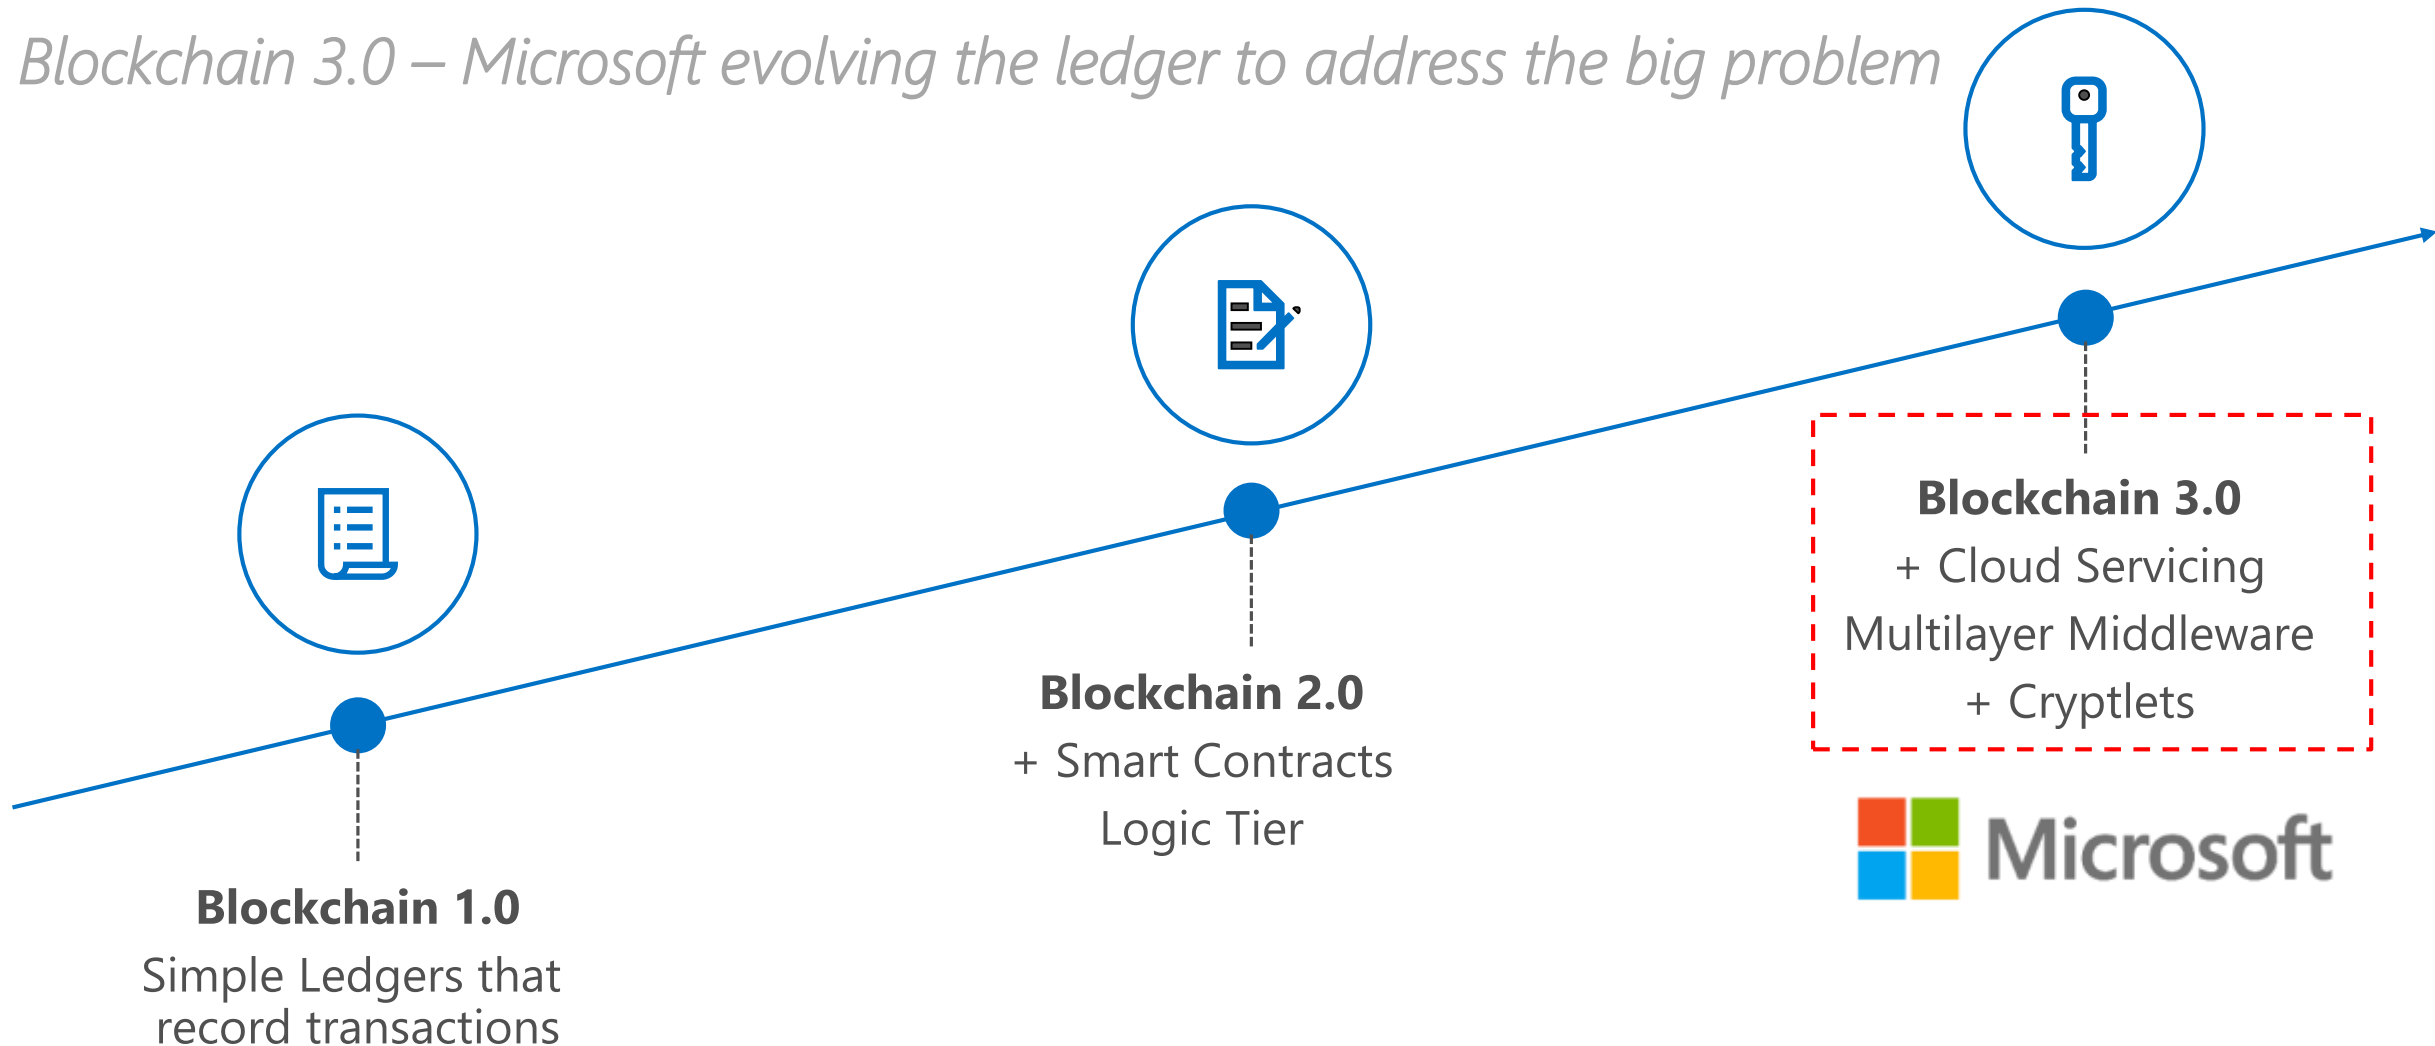 Blockchain 3.0 – Microsoft evolving the ledger to address the big problem
Blockchain 1.0
Simple Ledgers that
record transactions
Blockchain 2.0
+ Smart Contracts
Logic Tier
Blockchain 3.0
+ Cloud Servicing
Multilayer Middleware
+ Cryptlets
Microsoft